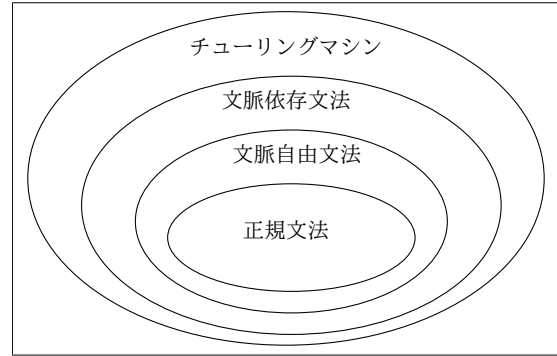 チューリングマシン
文脈依存文法
文脈自由文法
正規文法